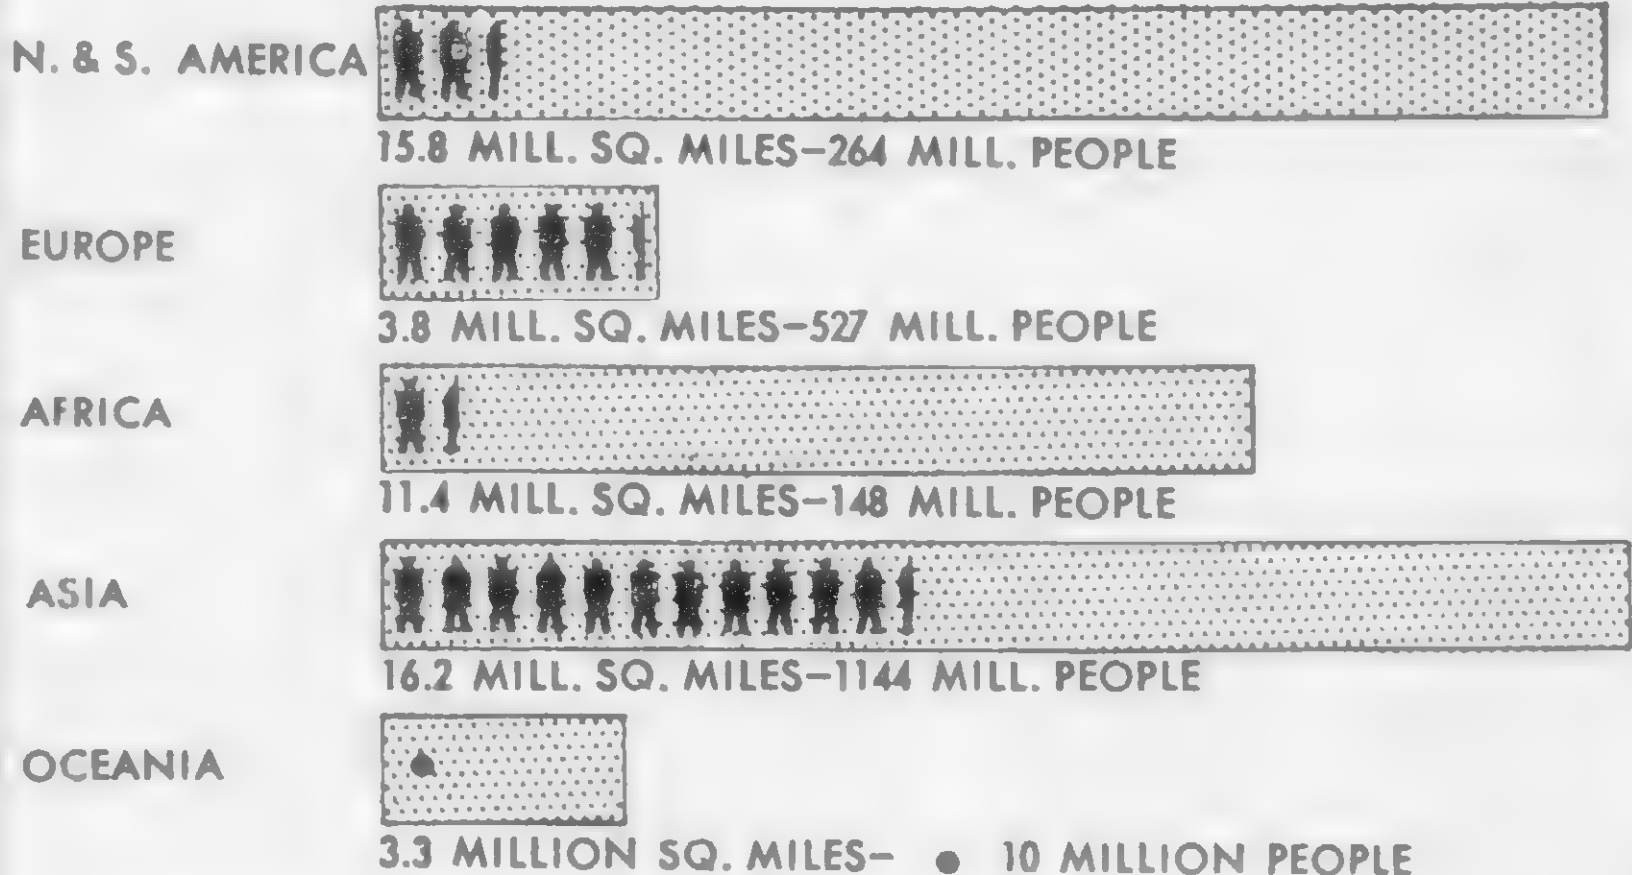 N. & S. AMERICA
15.8 MILL. SQ. MILES–264 MILL. PEOPLE
EUROPE
3.8 MILL. SQ. MILES–527 MILL. PEOPLE
AFRICA
11.4 MILL. SQ. MILES–148 MILL. PEOPLE
ASIA
16.2 MILL. SQ. MILES–1144 MILL. PEOPLE
OCEANIA
3.3 MILLION SQ. MILES– ● 10 MILLION PEOPLE